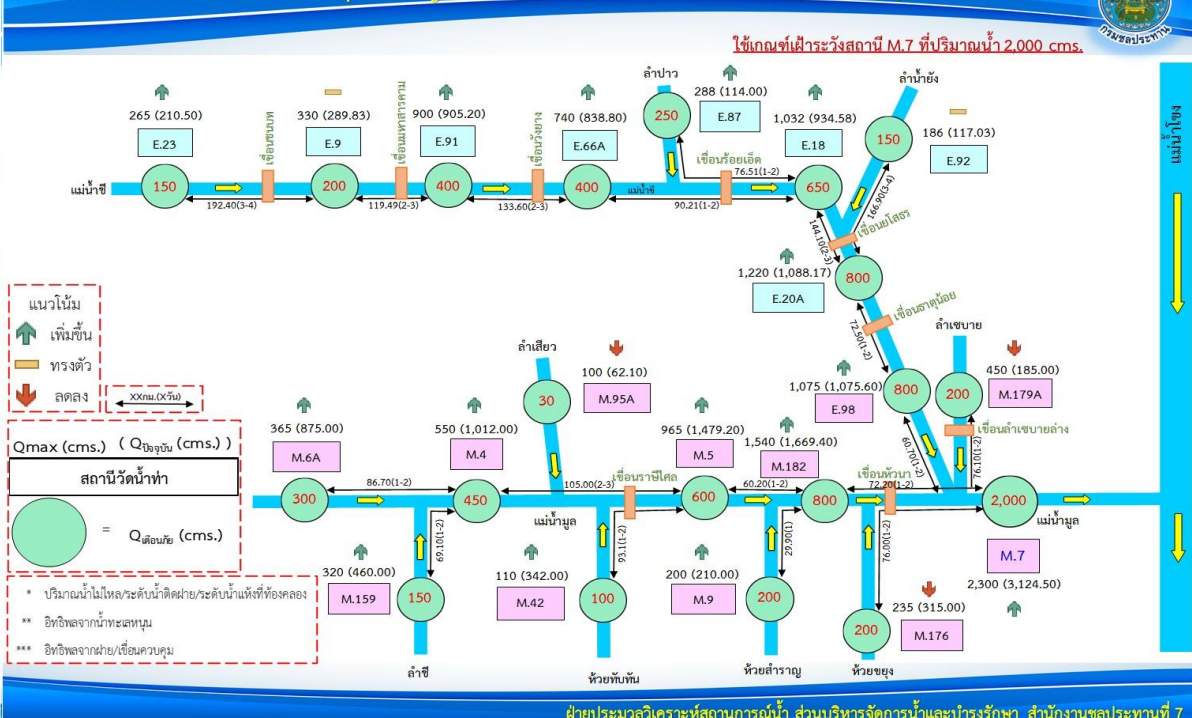 กรมชลประทาน
ใช้เกณฑ์เฝ้าระวังสถานี M.7 ที่ปริมาณน้ำ 2,000 cms.
ลำปาว
ลำน้ำยัง
แม่น้ำโขง
265 (210.50)
E.23
150
แม่น้ำชี
192.40(3-4)
เขื่อนชนบท
330 (289.83)
E.9
200
119.49(2-3)
เขื่อนมหาสารคาม
900 (905.20)
E.91
400
133.60(2-3)
เขื่อนวังยาง
740 (838.80)
E.66A
400
แม่น้ำชี
90.21(1-2)
250
288 (114.00)
E.87
เขื่อนร้อยเอ็ด
76.51(1-2)
1,032 (934.58)
E.18
650
150
186 (117.03)
E.92
166.90(3-4)
144.10(2-3)
เขื่อนยโสธร
1,220 (1,088.17)
E.20A
800
72.50(1-2)
เขื่อนธาตุน้อย
แนวโน้ม
เพิ่มขึ้น
ทรงตัว
ลดลง
XXกม.(Xวัน)
Qmax (cms.) ( Qปัจจุบัน (cms.) )
สถานีวัดน้ำท่า
= Qเตือนภัย (cms.)
* ปริมาณน้ำไม่ไหล/ระดับน้ำติดฝาย/ระดับน้ำแห้งที่ท้องคลอง
** อิทธิพลจากน้ำทะเลหนุน
*** อิทธิพลจากฝาย/เขื่อนควบคุม
ลำเสียว
100 (62.10)
M.95A
30
1,075 (1,075.60)
E.98
800
60.70(1-2)
ลำเซบาย
450 (185.00)
M.179A
200
เขื่อนลำเซบายล่าง
76.10(1-2)
365 (875.00)
M.6A
300
86.70(1-2)
550 (1,012.00)
M.4
450
105.00(2-3)
แม่น้ำมูล
เขื่อนราษีไศล
965 (1,479.20)
M.5
600
60.20(1-2)
1,540 (1,669.40)
M.182
800
เขื่อนหัวนา
72.20(1-2)
2,000
แม่น้ำมูล
M.7
2,300 (3,124.50)
320 (460.00)
M.159
150
69.10(1-2)
ลำชี
110 (342.00)
M.42
100
93.1(1-2)
ห้วยทับทัน
200 (210.00)
M.9
200
29.90(1)
ห้วยสำราญ
235 (315.00)
M.176
200
76.00(1-2)
ห้วยขยุง
ฝ่ายประมวลวิเคราะห์สถานการณ์น้ำ ส่วนบริหารจัดการน้ำและบำรุงรักษา สำนักงานชลประทานที่ 7